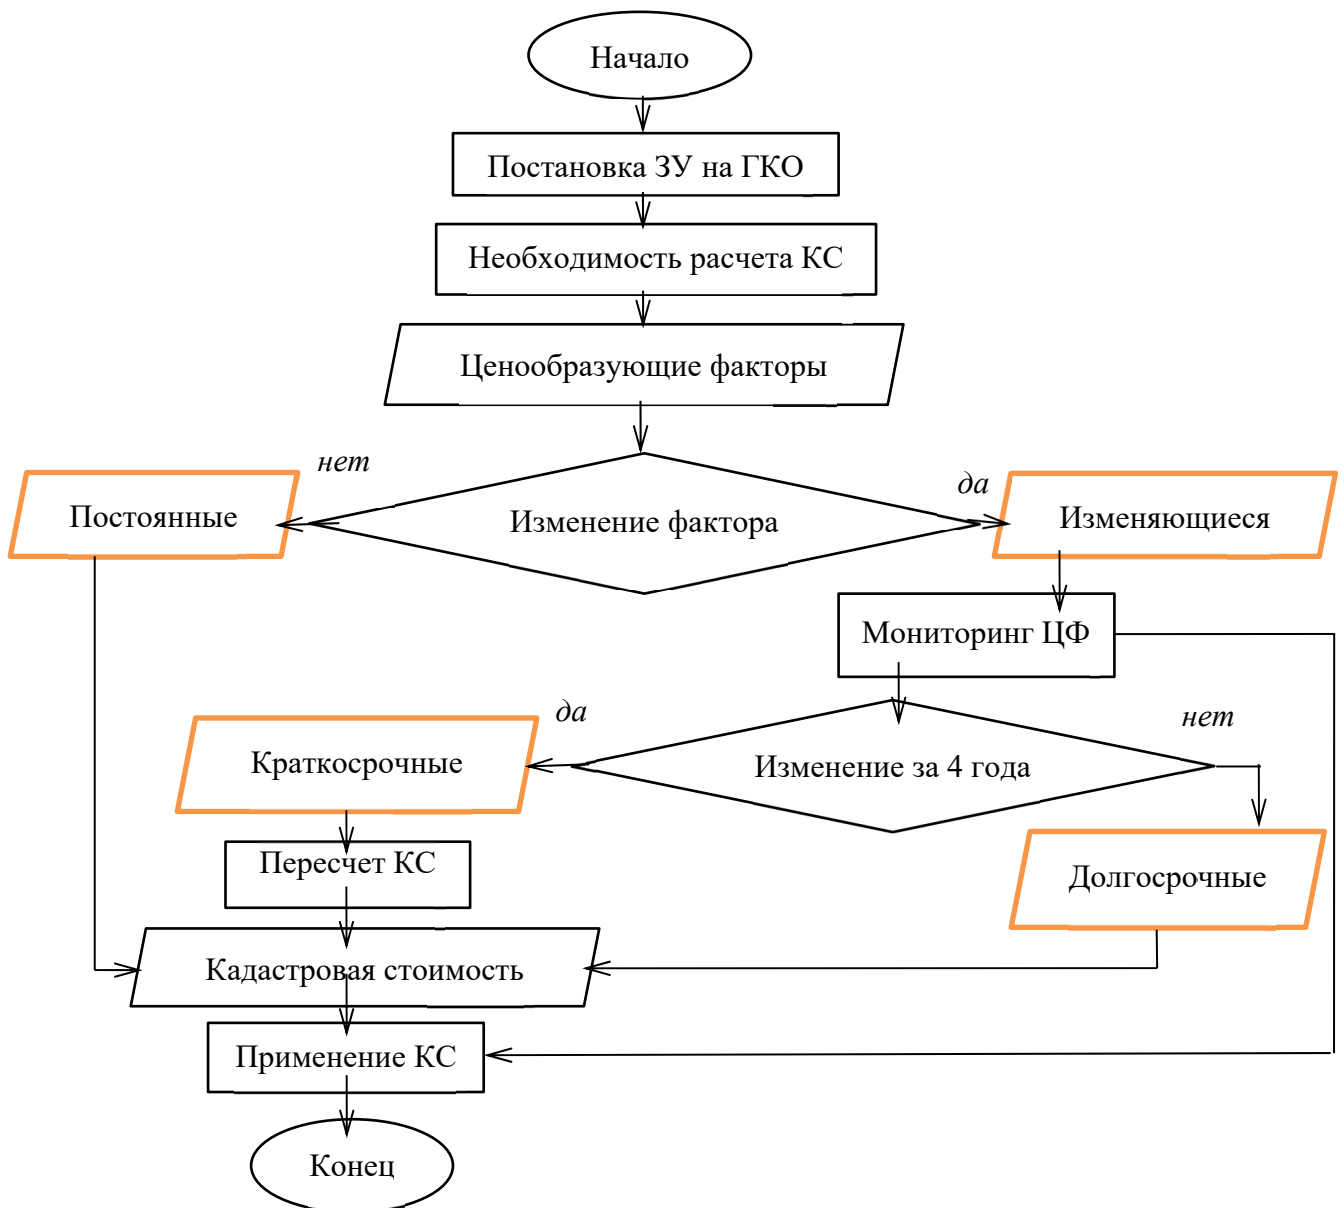 Начало
Постановка ЗУ на ГКО
Необходимость расчета КС
Ценообразующие факторы
нет
да
Постоянные
Изменение фактора
Изменяющиеся
Мониторинг ЦФ
да
нет
Краткосрочные
Изменение за 4 года
Пересчет КС
Долгосрочные
Кадастровая стоимость
Применение КС
Конец